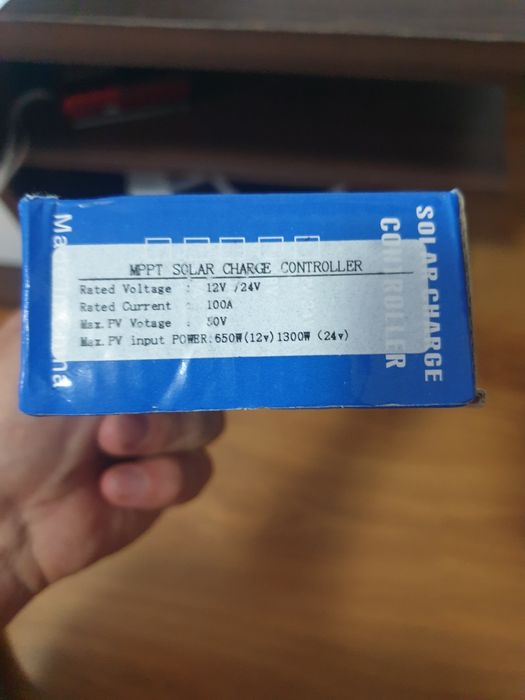 MPPT SOLAR CHARGE CONTROLLER
Rated Voltage : 12V /24V
Rated Current : 100A
Max.PV Votage : 50V
Max.PV input POWER:650W(12v)1300W (24v)
SOLAR CHARGE
CONTROLLER